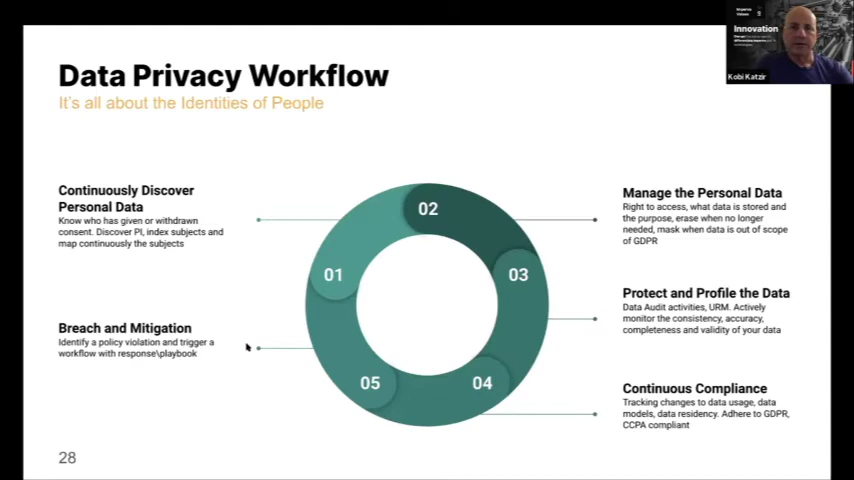 Data Privacy Workflow
It's all about the Identities of People
Continuously Discover
Personal Data
Know who has given or withdrawn
consent. Discover PI, index subjects and
map continuously the subjects
Breach and Mitigation
Identify a policy violation and trigger a
workflow with response\playbook
01
02
03
04
05
Manage the Personal Data
Right to access, what data is stored and
the purpose, erase when no longer
needed, mask when data is out of scope
of GDPR
Protect and Profile the Data
Data Audit activities, URM. Actively
monitor the consistency, accuracy,
completeness and validity of your data
Continuous Compliance
Tracking changes to data usage, data
models, data residency. Adhere to GDPR,
CCPA compliant
28
Imperva
Values
Innovation
Kobi Katzir